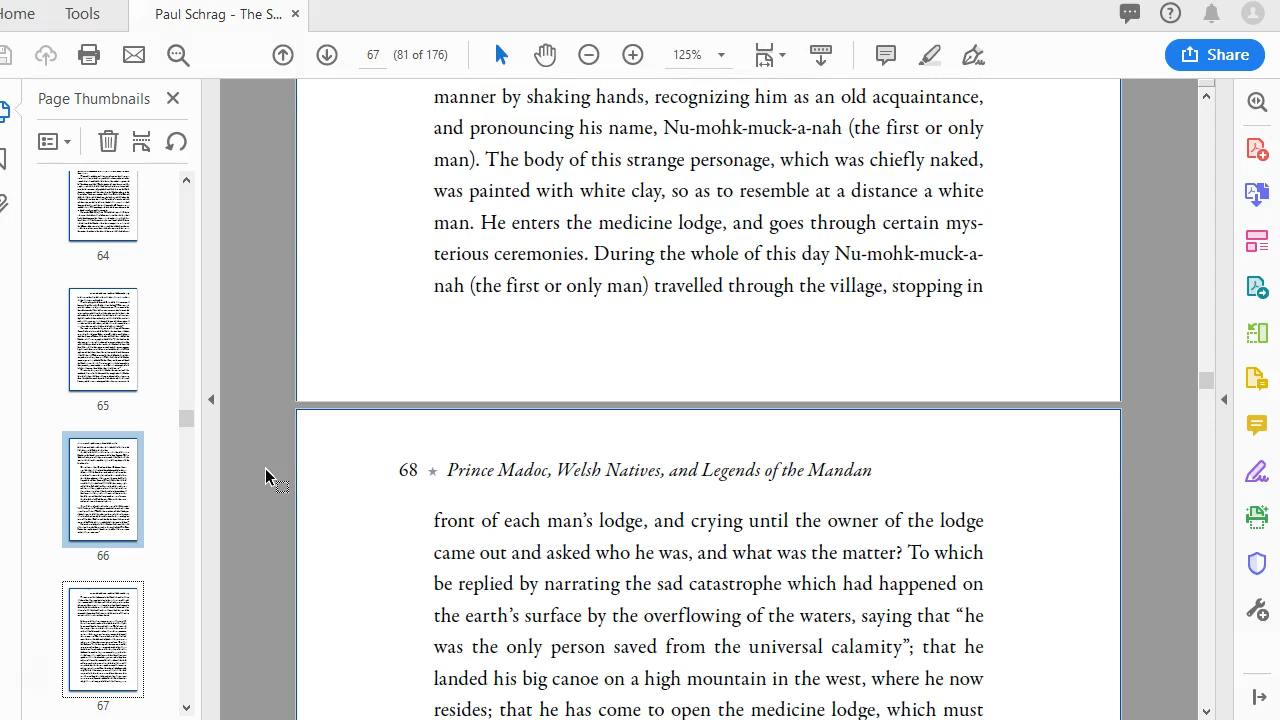 Home
Tools
Paul Schrag - The S...
67
(81 of 176)
125%
Share
Page Thumbnails
64
65
66
67
manner by shaking hands, recognizing him as an old acquaintance,
and pronouncing his name, Nu-mohk-muck-a-nah (the first or only
man). The body of this strange personage, which was chiefly naked,
was painted with white clay, so as to resemble at a distance a white
man. He enters the medicine lodge, and goes through certain mys-
terious ceremonies. During the whole of this day Nu-mohk-muck-a-
nah (the first or only man) travelled through the village, stopping in
68 ★ Prince Madoc, Welsh Natives, and Legends of the Mandan
front of each man's lodge, and crying until the owner of the lodge
came out and asked who he was, and what was the matter? To which
be replied by narrating the sad catastrophe which had happened on
the earth's surface by the overflowing of the waters, saying that “he
was the only person saved from the universal calamity”; that he
landed his big canoe on a high mountain in the west, where he now
resides; that he has come to open the medicine lodge, which must